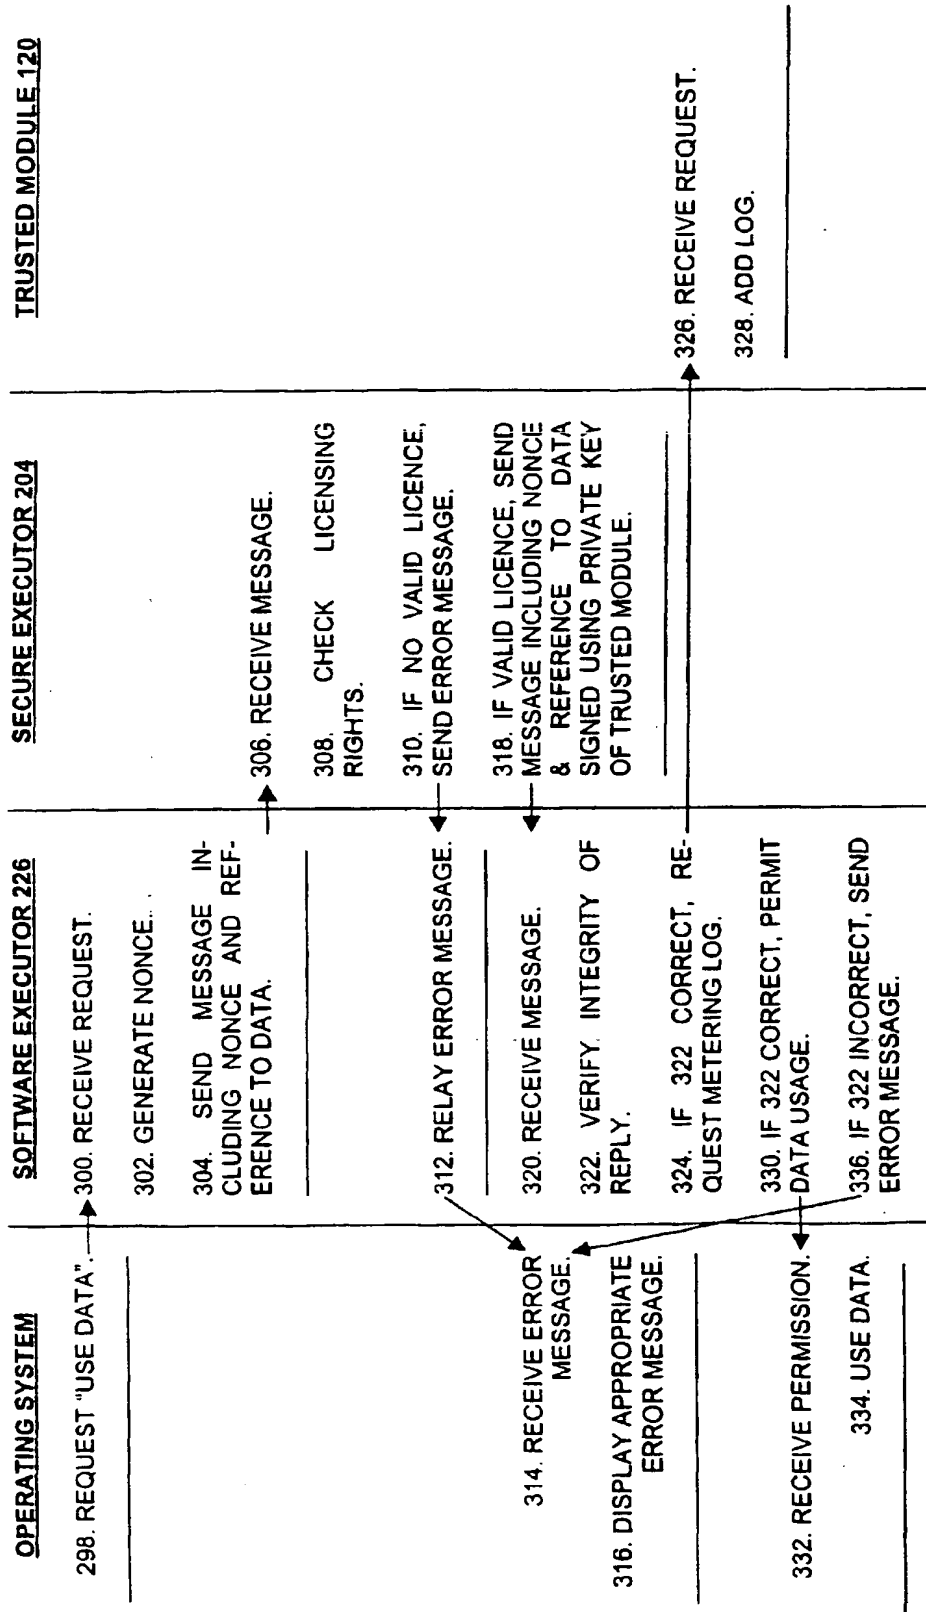 OPERATING SYSTEM
298. REQUEST "USE DATA".
314. RECEIVE ERROR
MESSAGE.
316. DISPLAY APPROPRIATE
ERROR MESSAGE.
332. RECEIVE PERMISSION.
334. USE DATA.
SOFTWARE EXECUTOR 226
300. RECEIVE REQUEST.
302. GENERATE NONCE.
304. SEND MESSAGE IN-
CLUDING NONCE AND REF-
ERENCE TO DATA.
312. RELAY ERROR MESSAGE.
320. RECEIVE MESSAGE.
322. VERIFY INTEGRITY OF
REPLY.
324. IF 322 CORRECT, RE-
QUEST METERING LOG.
330. IF 322 CORRECT, PERMIT
DATA USAGE.
336. IF 322 INCORRECT, SEND
ERROR MESSAGE.
SECURE EXECUTOR 204
306. RECEIVE MESSAGE.
308. CHECK LICENSING
RIGHTS.
310. IF NO VALID LICENCE,
SEND ERROR MESSAGE.
318. IF VALID LICENCE, SEND
MESSAGE INCLUDING NONCE
& REFERENCE TO DATA
SIGNED USING PRIVATE KEY
OF TRUSTED MODULE.
TRUSTED MODULE 120
326. RECEIVE REQUEST.
328. ADD LOG.